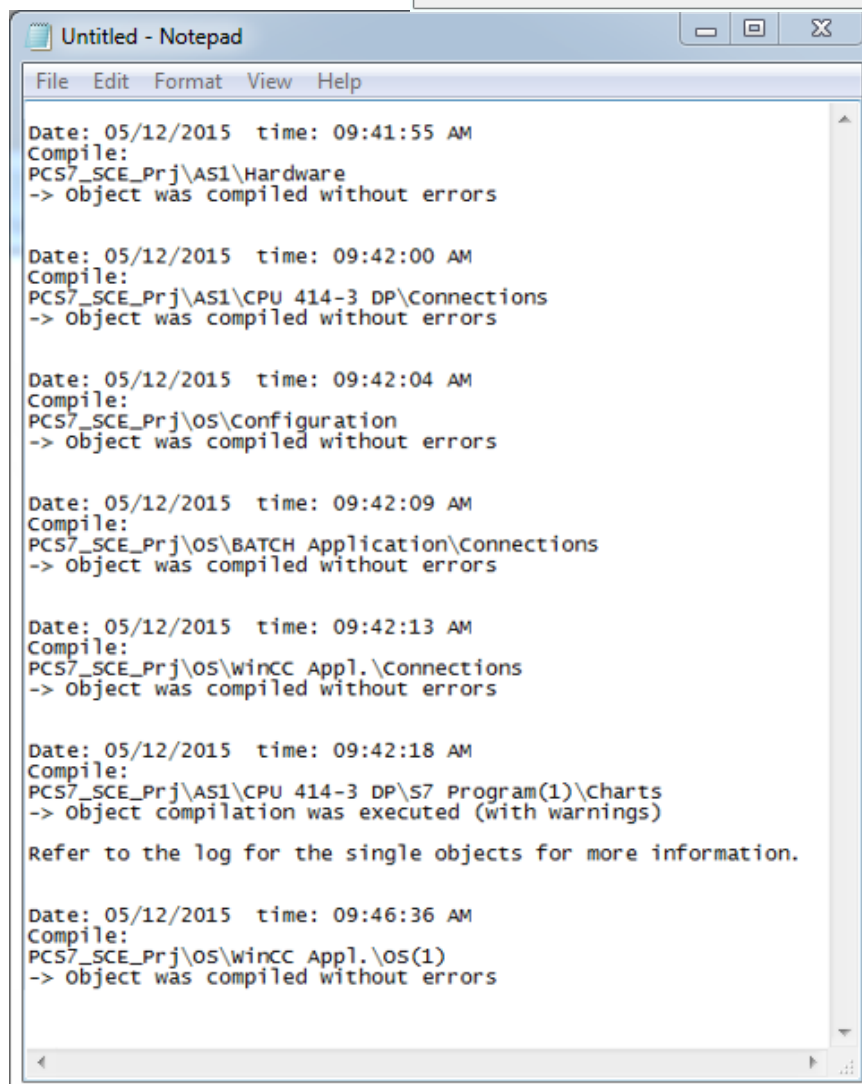 Untitled - Notepad
File Edit Format View Help
Date: 05/12/2015 time: 09:41:55 AM
Compile:
PCS7_SCE_Prj\AS1\Hardware
-> Object was compiled without errors
Date: 05/12/2015 time: 09:42:00 AM
Compile:
PCS7_SCE_Prj\AS1\CPU 414-3 DP\Connections
-> Object was compiled without errors
Date: 05/12/2015 time: 09:42:04 AM
Compile:
PCS7_SCE_Prj\OS\Configuration
-> Object was compiled without errors
Date: 05/12/2015 time: 09:42:09 AM
Compile:
PCS7_SCE_Prj\OS\BATCH Application\Connections
-> Object was compiled without errors
Date: 05/12/2015 time: 09:42:13 AM
Compile:
PCS7_SCE_Prj\OS\WinCC Appl.\Connections
-> Object was compiled without errors
Date: 05/12/2015 time: 09:42:18 AM
Compile:
PCS7_SCE_Prj\AS1\CPU 414-3 DP\S7 Program(1)\Charts
-> Object compilation was executed (with warnings)
Refer to the log for the single objects for more information.
Date: 05/12/2015 time: 09:46:36 AM
Compile:
PCS7_SCE_Prj\OS\WinCC Appl.\OS(1)
-> Object was compiled without errors